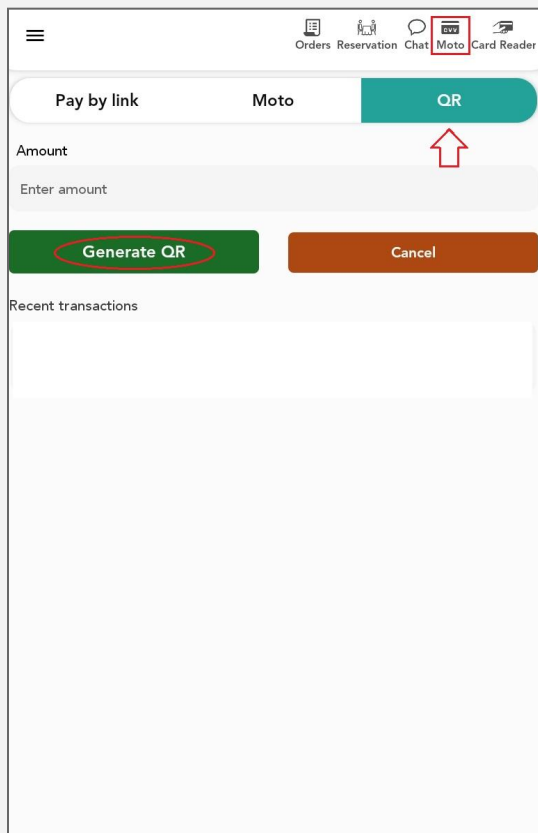 Orders Reservation Chat Moto Card Reader
Pay by link Moto QR
Amount
Enter amount
Generate QR Cancel
Recent transactions